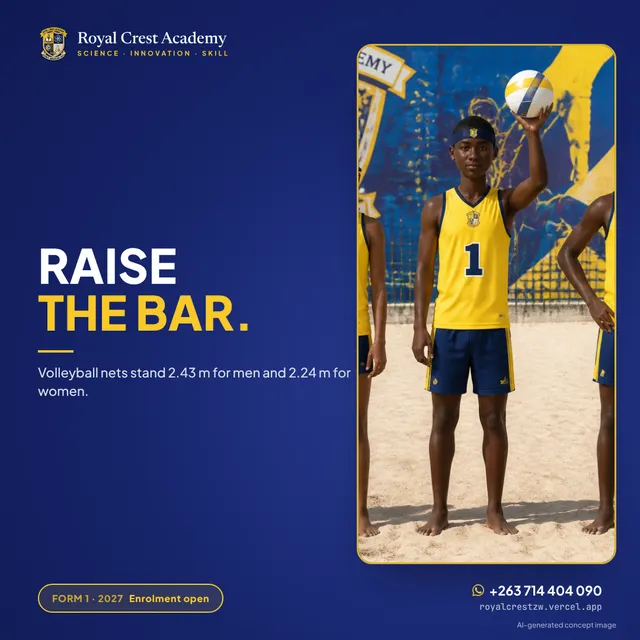 Royal Crest Academy
SCIENCE · INNOVATION · SKILL
EMY
1
RAISE
THE BAR.
Volleyball nets stand 2.43 m for men and 2.24 m for
women.
FORM 1 · 2027 Enrolment open
+263 714 404 090
royalcrestzw.vercel.app
AI-generated concept image